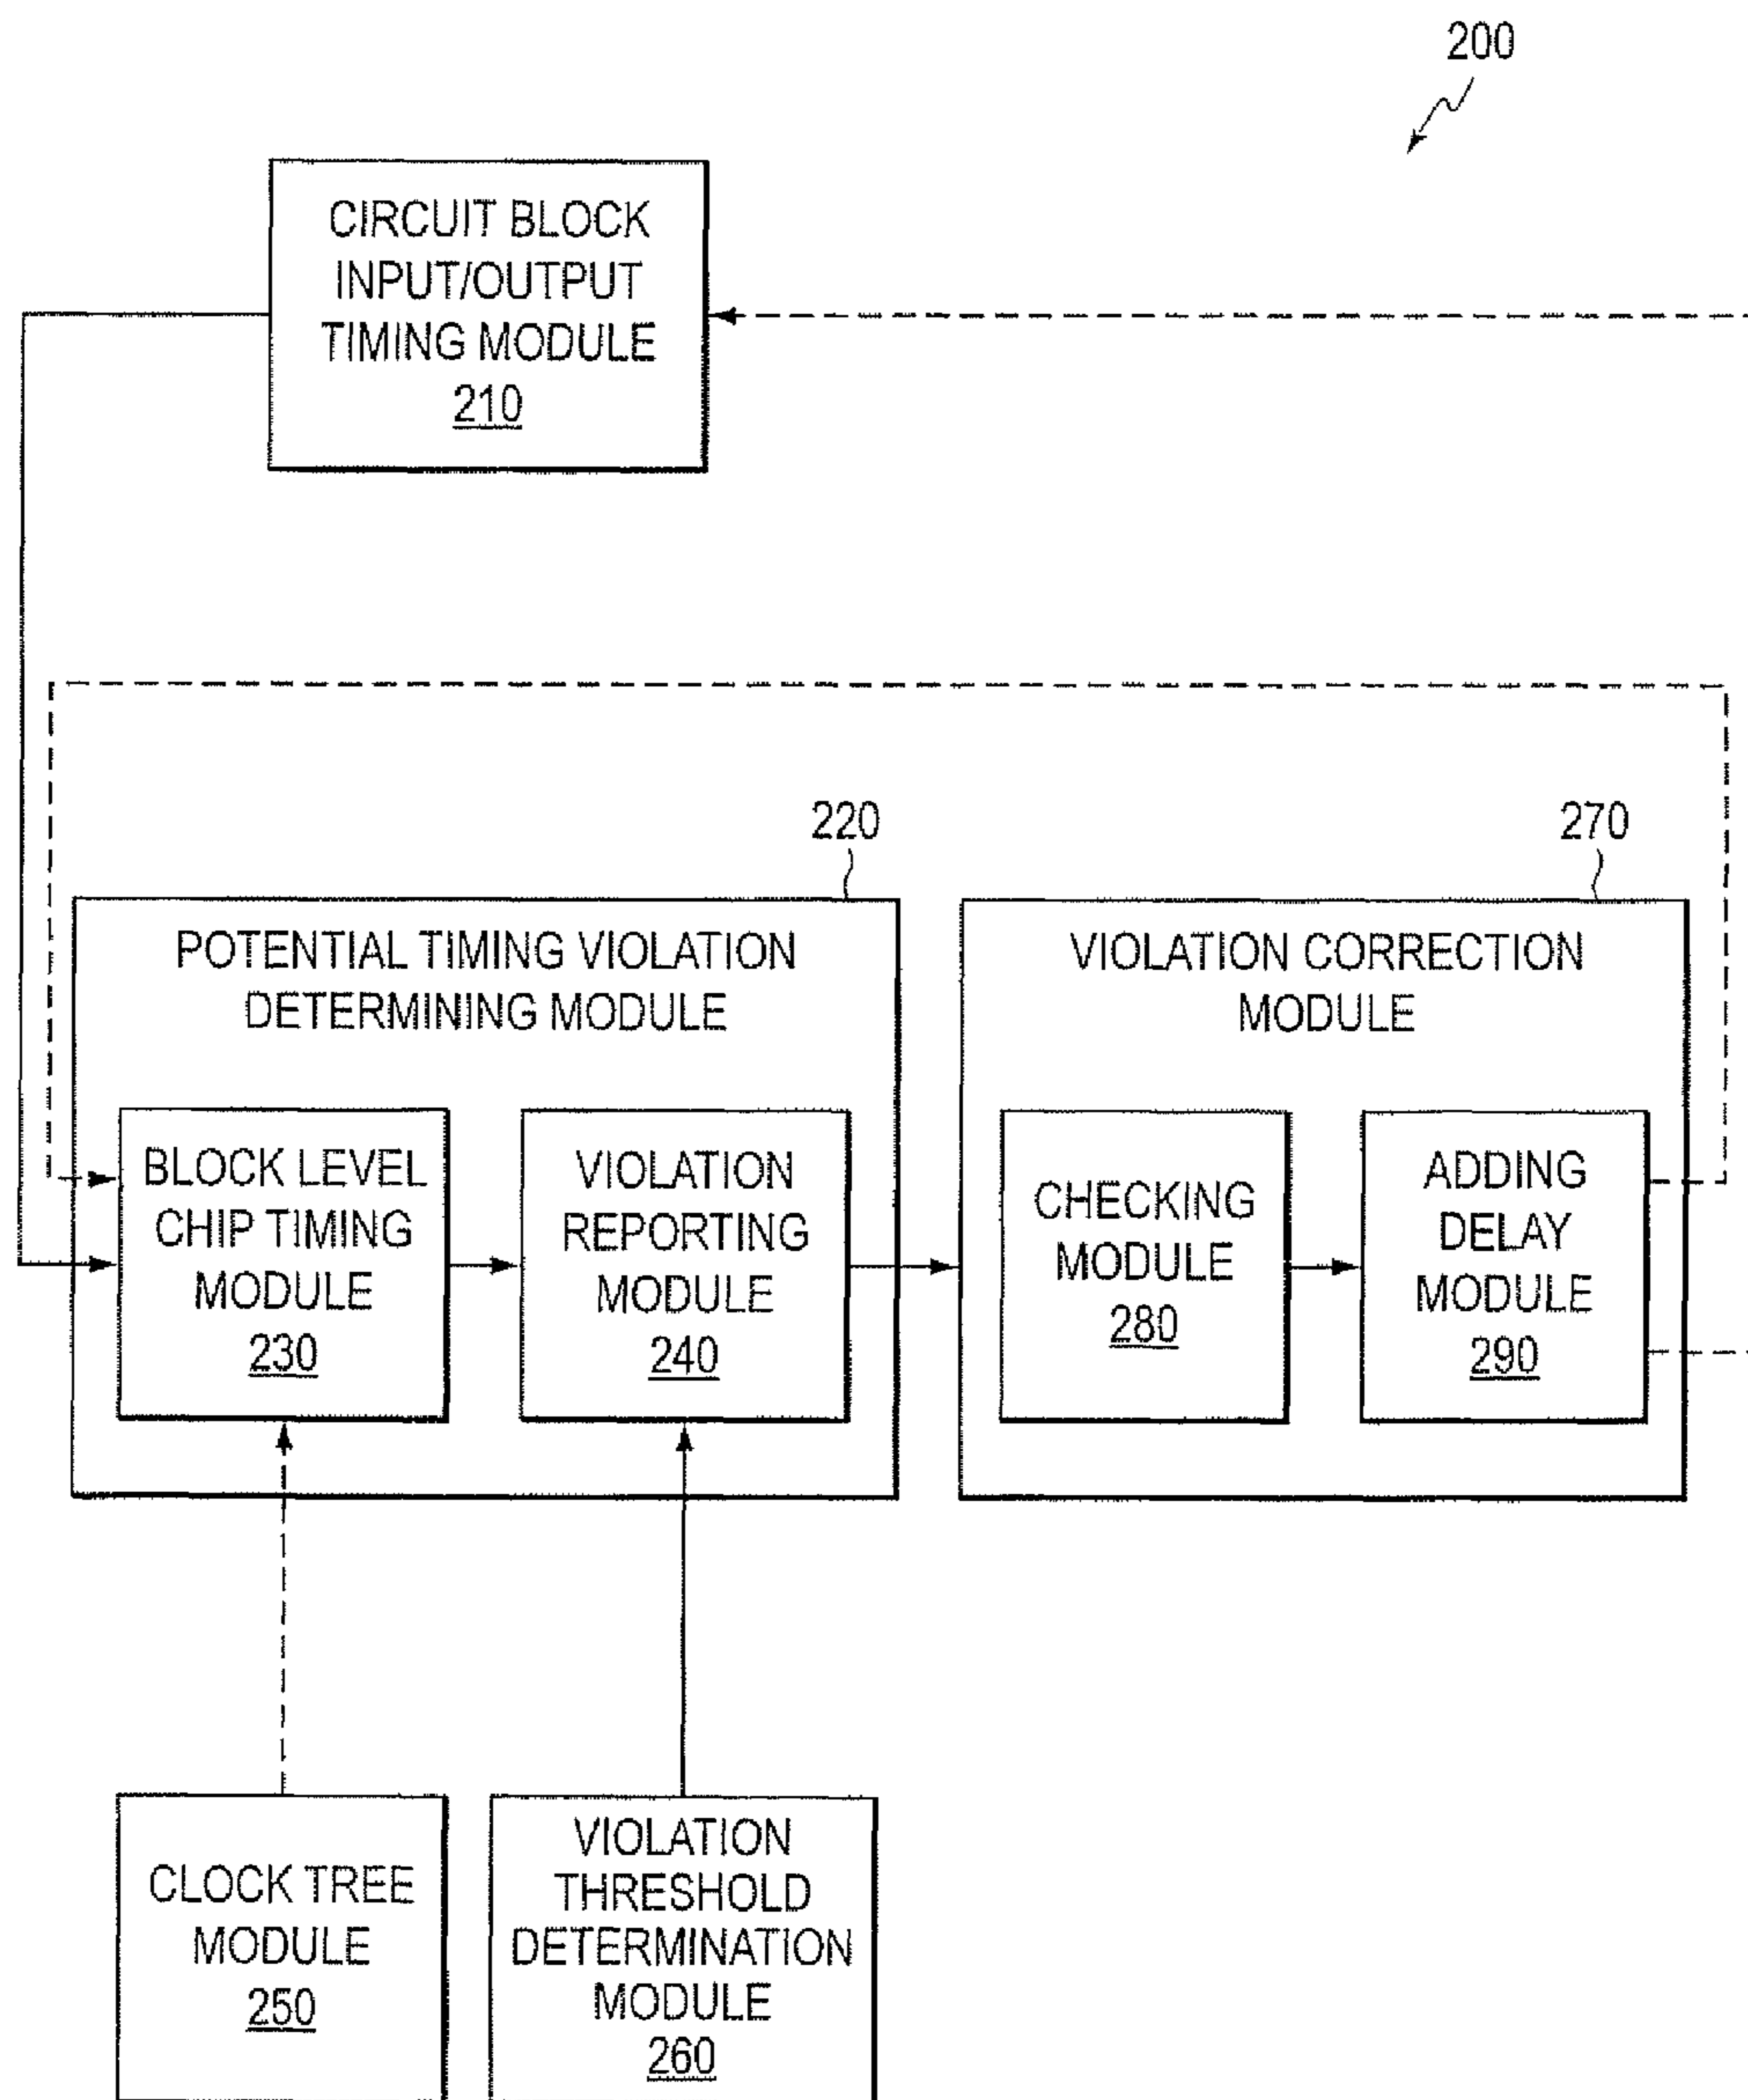 200
CIRCUIT BLOCK
INPUT/OUTPUT
TIMING MODULE
210
220
270
POTENTIAL TIMING VIOLATION
DETERMINING MODULE
VIOLATION CORRECTION
MODULE
BLOCK LEVEL
CHIP TIMING
MODULE
230
VIOLATION
REPORTING
MODULE
240
CHECKING
MODULE
280
ADDING
DELAY
MODULE
290
CLOCK TREE
MODULE
250
VIOLATION
THRESHOLD
DETERMINATION
MODULE
260